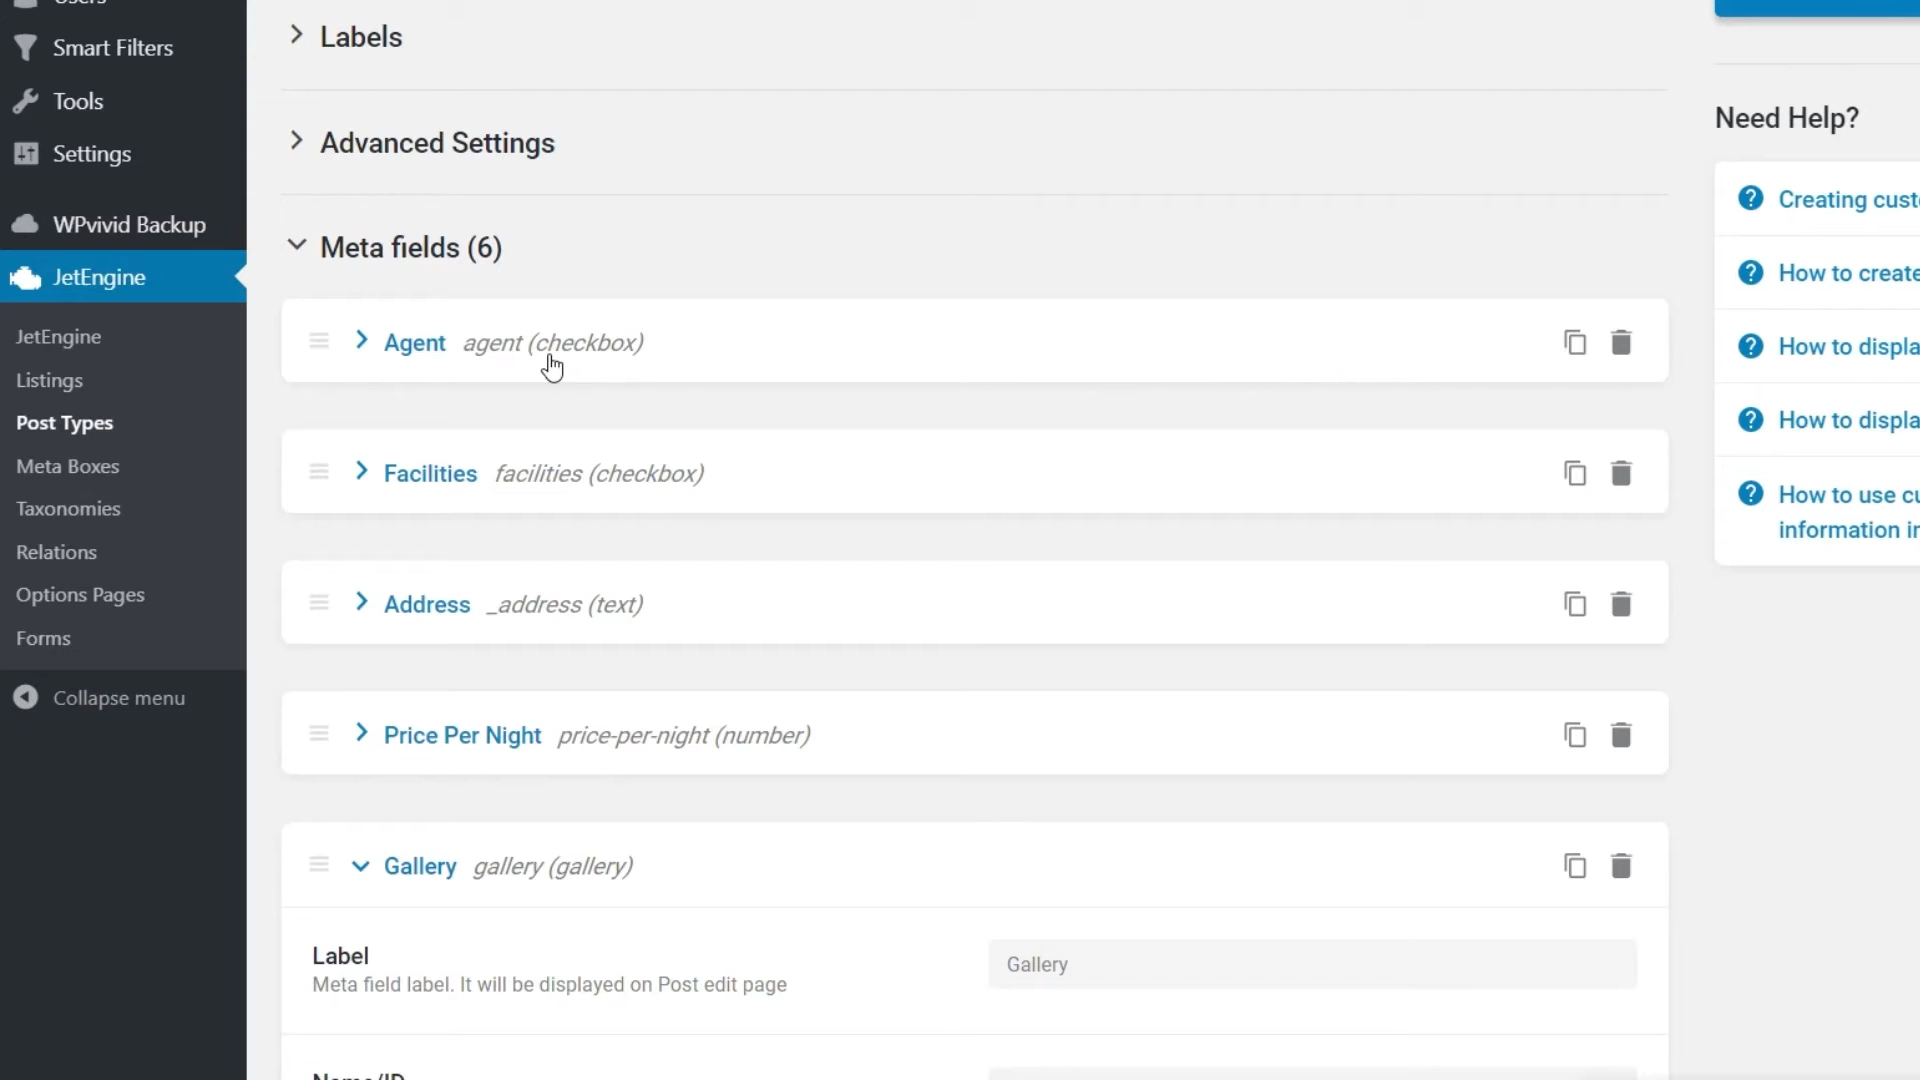 Users
Smart Filters
Tools
Settings
WPvivid Backup
JetEngine
JetEngine
Listings
Post Types
Meta Boxes
Taxonomies
Relations
Options Pages
Forms
Collapse menu
Labels
Advanced Settings
Meta fields (6)
Agent agent (checkbox)
Facilities facilities (checkbox)
Address _address (text)
Price Per Night price-per-night (number)
Gallery gallery (gallery)
Label
Meta field label. It will be displayed on Post edit page
Gallery
Name/ID
Need Help?
Creating cust
How to create
How to displa
How to displa
How to use cu
information in